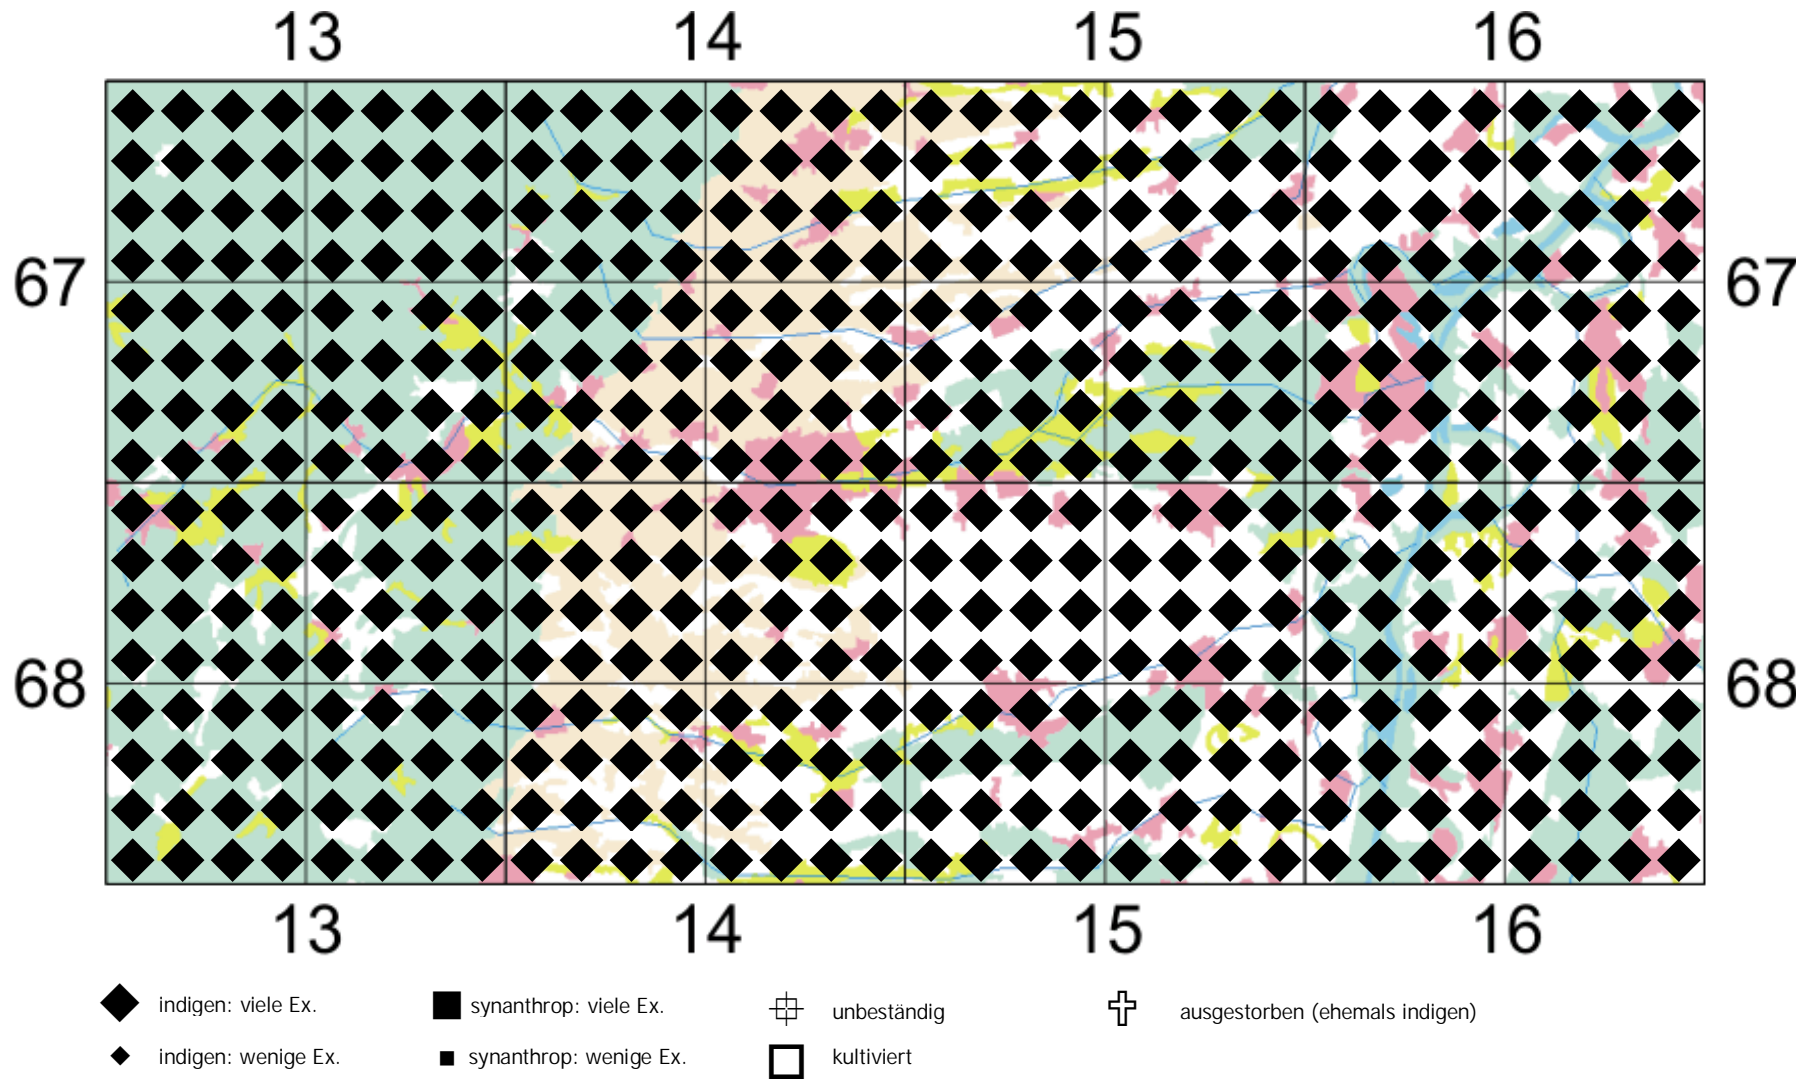 13 14 15 16
67 67
68 68
13 14 15 16
indigen: viele Ex. synanthrop: viele Ex. unbeständig ausgestorben (ehemals indigen)
indigen: wenige Ex. synanthrop: wenige Ex. kultiviert